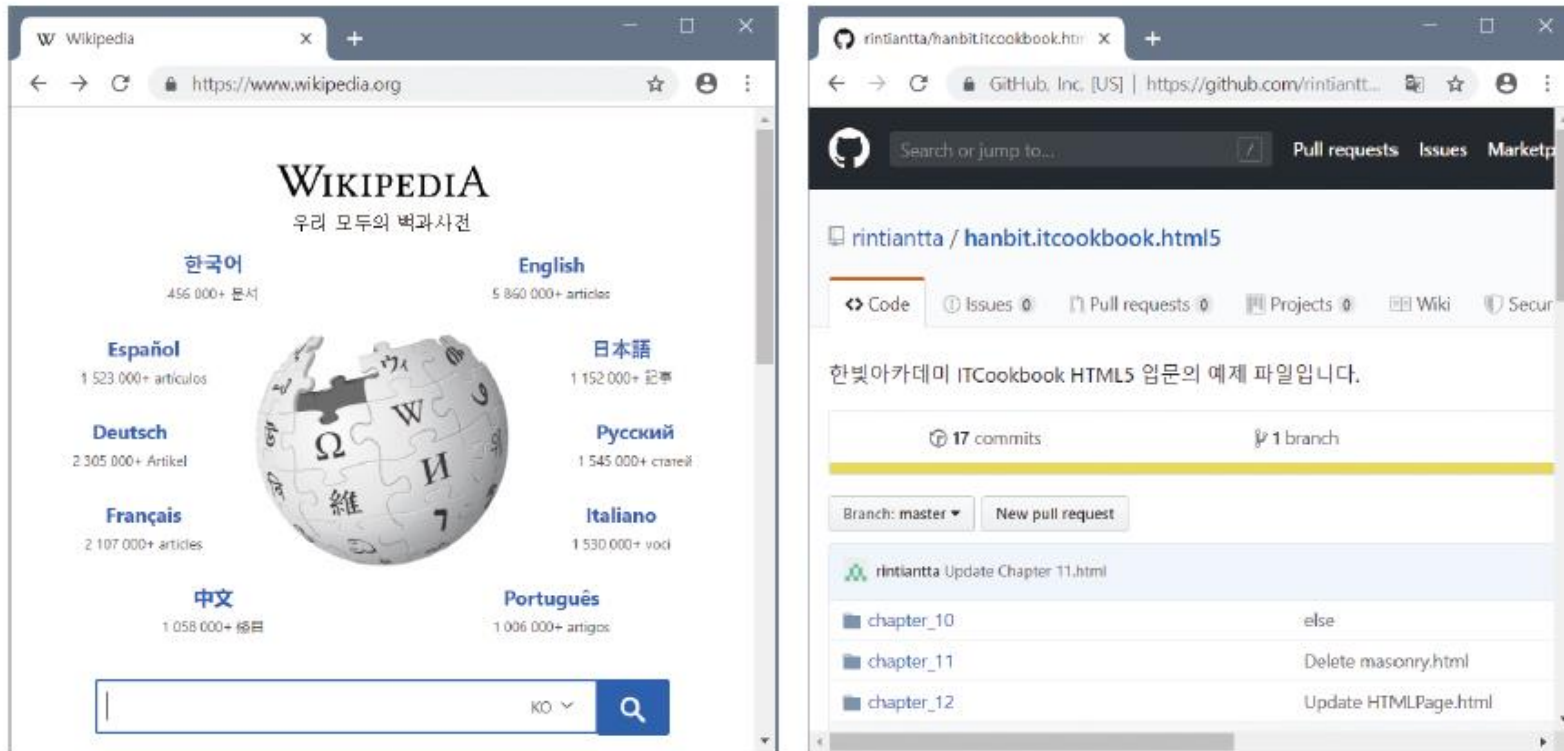 Wikipedia
https://www.wikipedia.org
WIKIPEDIA
우리 모두의 백과사전
한국어
456 000+ 문서
English
5 860 000+ articles
Español
1 523 000+ artículos
日本語
1 152 000+ 記事
Deutsch
2 305 000+ Artikel
Русский
1 545 000+ статей
Français
2 107 000+ articles
Italiano
1 530 000+ voci
中文
1 058 000+ 條目
Português
1 006 000+ artigos
Ω
W
И
維
ウィ
7
KO
rintiantta/hanbit.itcookbook.htm
GitHub, Inc. [US] | https://github.com/rintiantt...
Search or jump to... /
Pull requests Issues Marketp
rintiantta / hanbit.itcookbook.html5
Code Issues 0 Pull requests 0 Projects 0 Wiki Secur
한빛아카데미 ITCookbook HTML5 입문의 예제 파일입니다.
17 commits 1 branch
Branch: master New pull request
rintiantta Update Chapter 11.html
chapter_10 else
chapter_11 Delete masonry.html
chapter_12 Update HTMLPage.html